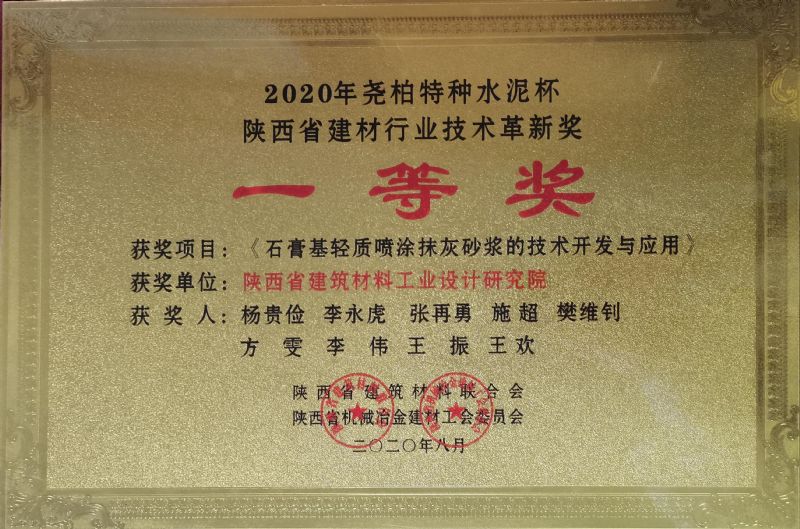 2020年尧柏特种水泥杯
陕西省建材行业技术革新奖
一等奖
获奖项目：《石膏基轻质喷涂抹灰砂浆的技术开发与应用》
获奖单位：陕西省建筑材料工业设计研究院
获奖人：杨贵俭 李永虎 张再勇 施超 樊维钊
方雯 李伟 王振 王欢
陕西省建筑材料联合会
陕西省机械冶金建材工会委员会
二〇二〇年八月